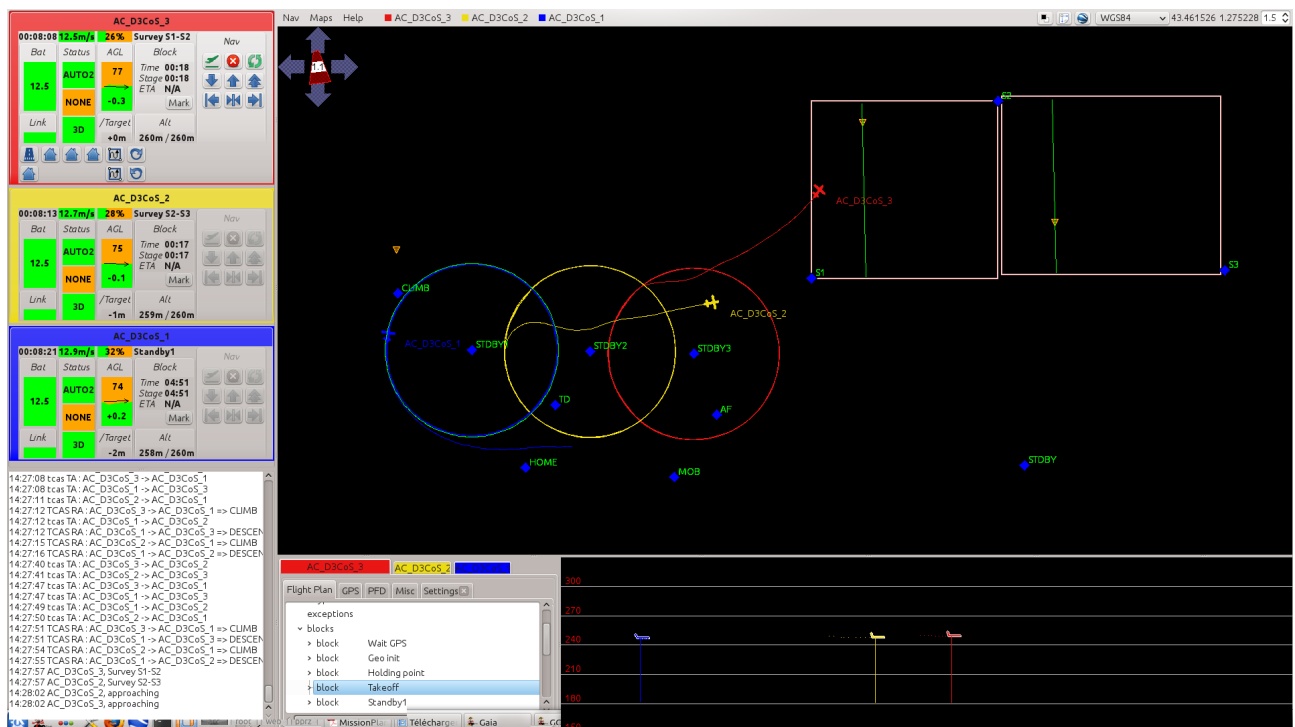 AC_D3CoS_3
00:08:08 12.5m/s 26% Survey S1-S2
Bat Status AGL Block Nav
12.5 AUTO2 77 Time 00:18
Stage 00:18
ETA N/A
NONE -0.3 Mark
Link 3D /Target Alt
+0m 260m / 260m
AC_D3CoS_2
00:08:13 12.7m/s 28% Survey S2-S3
Bat Status AGL Block Nav
12.5 AUTO2 75 Time 00:17
Stage 00:17
ETA N/A
NONE -0.1 Mark
Link 3D /Target Alt
-1m 259m / 260m
AC_D3CoS_1
00:08:21 12.9m/s 32% Standby1
Bat Status AGL Block Nav
12.5 AUTO2 74 Time 04:51
Stage 04:51
ETA N/A
NONE +0.2 Mark
Link 3D /Target Alt
-2m 258m / 260m
14:27:08 tcas TA : AC_D3CoS_3 -> AC_D3CoS_1
14:27:08 tcas TA : AC_D3CoS_1 -> AC_D3CoS_3
14:27:11 tcas TA : AC_D3CoS_2 -> AC_D3CoS_1
14:27:12 TCAS RA : AC_D3CoS_3 -> AC_D3CoS_1 => CLIMB
14:27:12 tcas TA : AC_D3CoS_1 -> AC_D3CoS_2
14:27:12 TCAS RA : AC_D3CoS_1 -> AC_D3CoS_3 => DESCEN
14:27:15 TCAS RA : AC_D3CoS_2 -> AC_D3CoS_1 => CLIMB
14:27:16 TCAS RA : AC_D3CoS_1 -> AC_D3CoS_2 => DESCEN
14:27:40 tcas TA : AC_D3CoS_3 -> AC_D3CoS_2
14:27:41 tcas TA : AC_D3CoS_2 -> AC_D3CoS_3
14:27:47 tcas TA : AC_D3CoS_3 -> AC_D3CoS_1
14:27:47 tcas TA : AC_D3CoS_1 -> AC_D3CoS_3
14:27:49 tcas TA : AC_D3CoS_1 -> AC_D3CoS_2
14:27:50 tcas TA : AC_D3CoS_2 -> AC_D3CoS_1
14:27:51 TCAS RA : AC_D3CoS_3 -> AC_D3CoS_1 => CLIMB
14:27:51 TCAS RA : AC_D3CoS_1 -> AC_D3CoS_3 => DESCEN
14:27:54 TCAS RA : AC_D3CoS_2 -> AC_D3CoS_1 => CLIMB
14:27:55 TCAS RA : AC_D3CoS_1 -> AC_D3CoS_2 => DESCEN
14:27:57 AC_D3CoS_3, Survey S1-S2
14:27:57 AC_D3CoS_2, Survey S2-S3
14:28:02 AC_D3CoS_2, approaching
14:28:02 AC_D3CoS_3, approaching
Nav Maps Help AC_D3CoS_3 AC_D3CoS_2 AC_D3CoS_1 WGS84 43.461526 1.275228 1.5
1.1
S2
AC_D3CoS_3
S3
S1
CLIMB
AC_D3CoS_2
AC_D3CoS_1
STDBY1
STDBY2
STDBY3
TD
AF
HOME
MOB
STDBY
AC_D3CoS_3 AC_D3CoS_2
Flight Plan GPS PFD Misc Settings
exceptions
blocks
block Wait GPS
block Geo init
block Holding point
block Takeoff
block Standby1
300
270
240
210
180
150
MissionPla Télécharge Gaia